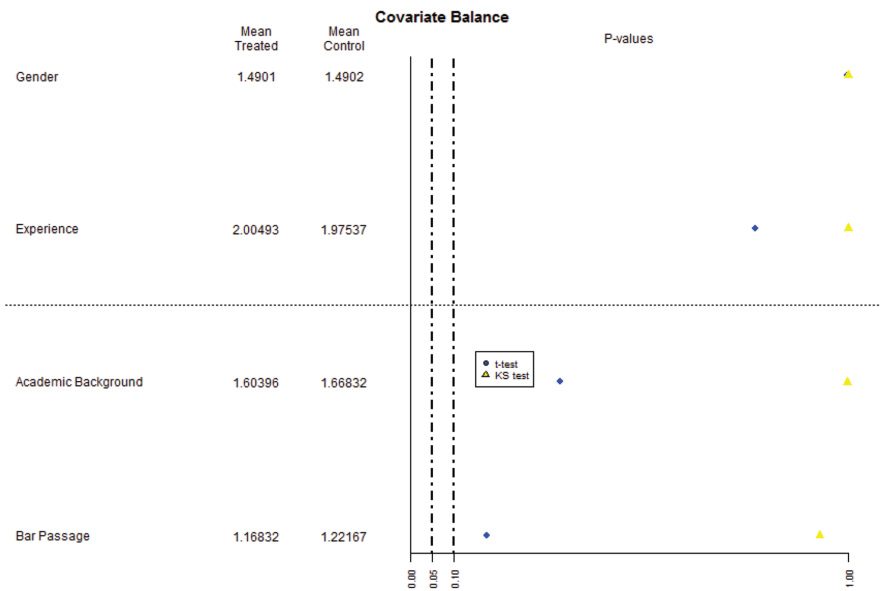 Covariate Balance
Mean Treated
Mean Control
P-values
Gender 1.4901 1.4902
Experience 2.00493 1.97537
t-test
KS test
Academic Background 1.60396 1.66832
Bar Passage 1.16832 1.22167
0.00 0.05 0.10 1.00